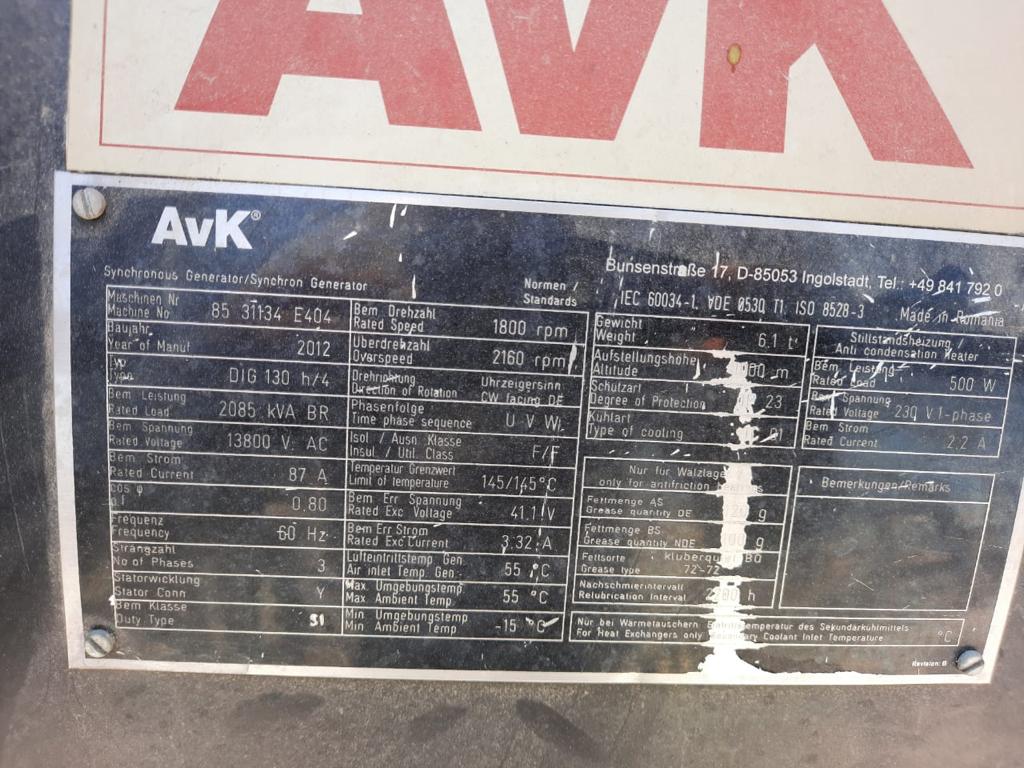 AVK
AvK®
Bunsenstraße 17, D-85053 Ingolstadt, Tel.: +49 841 792 0
Synchronous Generator/Synchron Generator
Normen /
Standards
IEC 60034-1. VDE 0530 T1. ISO 8528-3
Made in Romania
Maschinen Nr
Machine No 85 31134 E404
Baujahr
Year of Manuf 2012
Typ
Type DIG 130 h/4
Bem Leistung
Rated Load 2085 kVA BR
Bem Spannung
Rated Voltage 13800 V. AC
Bem Strom
Rated Current 87 A
cos φ
p.f 0.80
Frequenz
Frequency 60 Hz
Strangzahl
No of Phases 3
Statorwicklung
Stator Conn Y
Bem Klasse
Duty Type S1
Bem Drehzahl
Rated Speed 1800 rpm
Überdrehzahl
Overspeed 2160 rpm
Drehrichtung Uhrzeigersinn
Direction of Rotation CW facing DE
Phasenfolge
Time phase sequence U V W
Isol / Ausn Klasse
Insul. / Util. Class F/F
Temperatur Grenzwert
Limit of temperature 145/145°C
Bem Err Spannung
Rated Exc Voltage 41.1 V
Bem Err Strom
Rated Exc Current 3.32 A
Lufteintrittstemp Gen.
Air inlet Temp. Gen. 55 °C
Max. Umgebungstemp
Max Ambient Temp 55 °C
Min Umgebungstemp
Min Ambient Temp -15 °C
Gewicht
Weight 6.1 t
Aufstellungshöhe
Altitude m
Schutzart
Degree of Protection 23
Kühlart
Type of cooling
Nur für Walzlager
only for antifriction
Fettmenge AS
Grease quantity DE g
Fettmenge BS
Grease quantity NDE g
Fettsorte
Grease type 72-72
Nachschmierintervall
Relubrication Interval h
Stillstandsheizung /
Anti condensation Heater
Bem Leistung
Rated Load 500 W
Bem Spannung
Rated Voltage 230 V 1-phase
Bem Strom
Rated Current 2.2 A
Bemerkungen/Remarks
Nur bei Wärmetauschern Eintrittstemperatur des Sekundärkühlmittels
For Heat Exchangers only Secondary Coolant Inlet Temperature °C
Revision: B